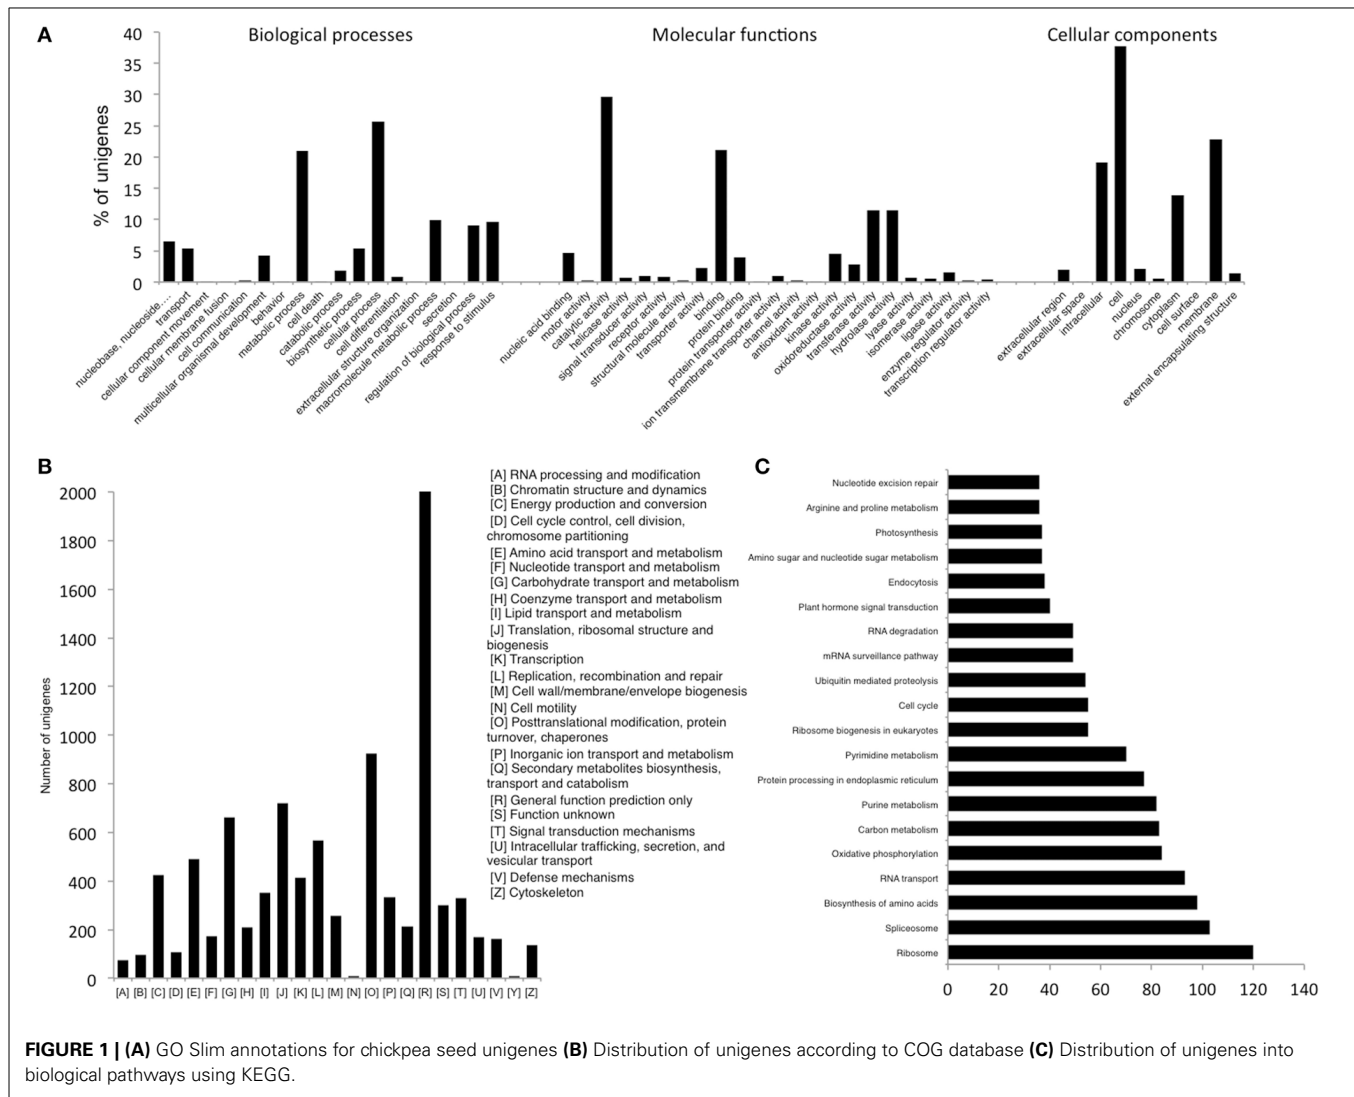 A
Biological processes
Molecular functions
Cellular components
% of unigenes
40
35
30
25
20
15
10
5
0
nucleobase, nucleoside....
transport
cellular component movement
cellular membrane fusion
cell communication
multicellular organismal development
behavior
metabolic process
cell death
catabolic process
biosynthetic process
cellular process
cell differentiation
extracellular structure organization
macromolecule metabolic process
secretion
regulation of biological process
response to stimulus
nucleic acid binding
motor activity
catalytic activity
helicase activity
signal transducer activity
receptor activity
structural molecule activity
transporter activity
binding
protein binding
protein transporter activity
ion transmembrane transporter activity
channel activity
antioxidant activity
kinase activity
oxidoreductase activity
transferase activity
hydrolase activity
lyase activity
isomerase activity
ligase activity
enzyme regulator activity
transcription regulator activity
extracellular region
extracellular space
Intracellular
cell
nucleus
chromosome
cytoplasm
cell surface
membrane
external encapsulating structure
B
Number of unigenes
2000
1800
1600
1400
1200
1000
800
600
400
200
0
[A] [B] [C] [D] [E] [F] [G] [H] [I] [J] [K] [L] [M] [N] [O] [P] [Q] [R] [S] [T] [U] [V] [Y] [Z]
[A] RNA processing and modification
[B] Chromatin structure and dynamics
[C] Energy production and conversion
[D] Cell cycle control, cell division,
chromosome partitioning
[E] Amino acid transport and metabolism
[F] Nucleotide transport and metabolism
[G] Carbohydrate transport and metabolism
[H] Coenzyme transport and metabolism
[I] Lipid transport and metabolism
[J] Translation, ribosomal structure and
biogenesis
[K] Transcription
[L] Replication, recombination and repair
[M] Cell wall/membrane/envelope biogenesis
[N] Cell motility
[O] Posttranslational modification, protein
turnover, chaperones
[P] Inorganic ion transport and metabolism
[Q] Secondary metabolites biosynthesis,
transport and catabolism
[R] General function prediction only
[S] Function unknown
[T] Signal transduction mechanisms
[U] Intracellular trafficking, secretion, and
vesicular transport
[V] Defense mechanisms
[Z] Cytoskeleton
C
Nucleotide excision repair
Arginine and proline metabolism
Photosynthesis
Amino sugar and nucleotide sugar metabolism
Endocytosis
Plant hormone signal transduction
RNA degradation
mRNA surveillance pathway
Ubiquitin mediated proteolysis
Cell cycle
Ribosome biogenesis in eukaryotes
Pyrimidine metabolism
Protein processing in endoplasmic reticulum
Purine metabolism
Carbon metabolism
Oxidative phosphorylation
RNA transport
Biosynthesis of amino acids
Spliceosome
Ribosome
0 20 40 60 80 100 120 140
FIGURE 1 | (A) GO Slim annotations for chickpea seed unigenes (B) Distribution of unigenes according to COG database (C) Distribution of unigenes into
biological pathways using KEGG.